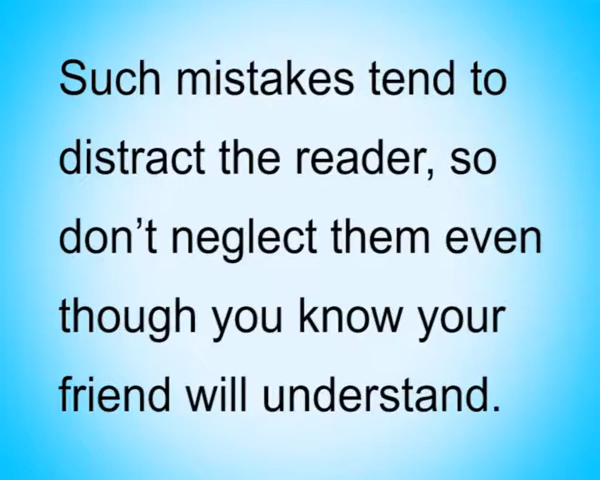 Such mistakes tend to
distract the reader, so
don’t neglect them even
though you know your
friend will understand.